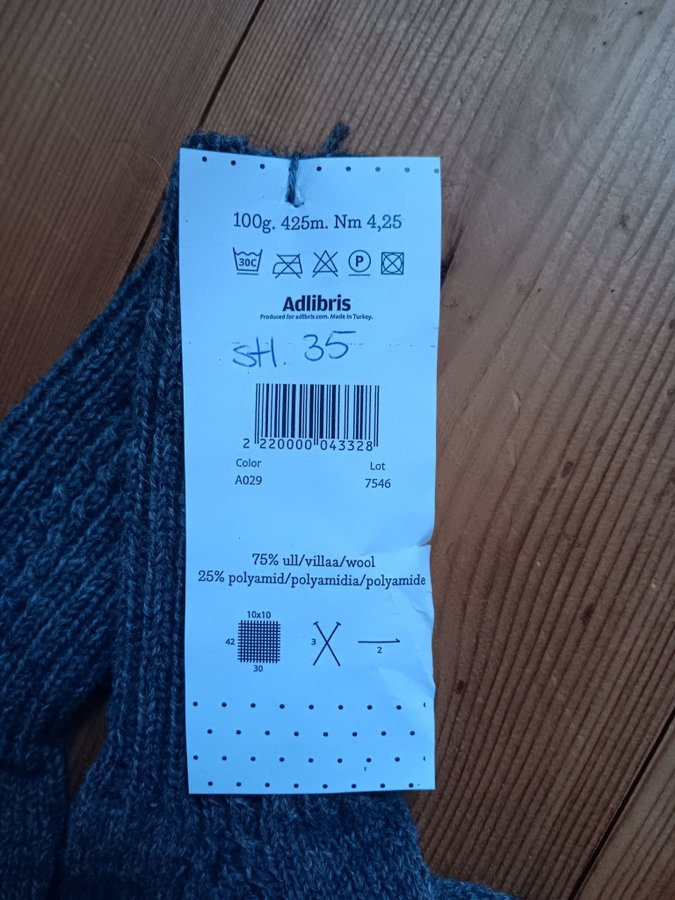 100g. 425m. Nm 4,25
30C P
Adlibris
Produced for adlibris.com. Made in Turkey.
stl. 35
2 220000 043328
Color Lot
A029 7546
75% ull/villaa/wool
25% polyamid/polyamidia/polyamide
10x10
42 3
2
30